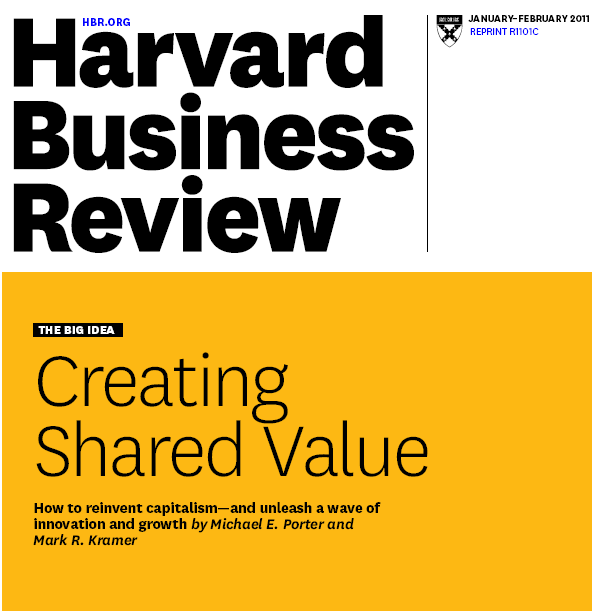 HBR.ORG
Harvard
Business
Review
JANUARY–FEBRUARY 2011
REPRINT R1101C
THE BIG IDEA
Creating
Shared Value
How to reinvent capitalism—and unleash a wave of
innovation and growth by Michael E. Porter and
Mark R. Kramer